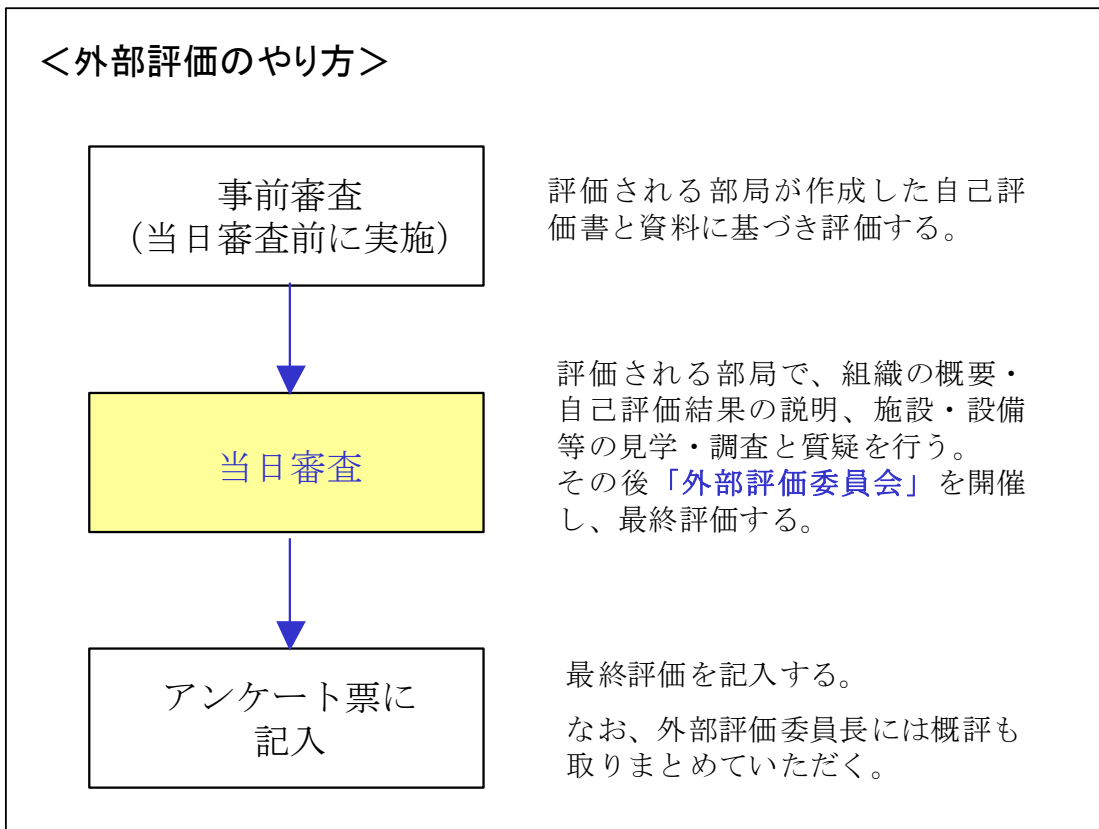 ＜外部評価のやり方＞
事前審査
（当日審査前に実施）
評価される部局が作成した自己評
価書と資料に基づき評価する。
当日審査
評価される部局で、組織の概要・
自己評価結果の説明、施設・設備
等の見学・調査と質疑を行う。
その後「外部評価委員会」を開催
し、最終評価する。
アンケート票に
記入
最終評価を記入する。
なお、外部評価委員長には概評も
取りまとめていただく。